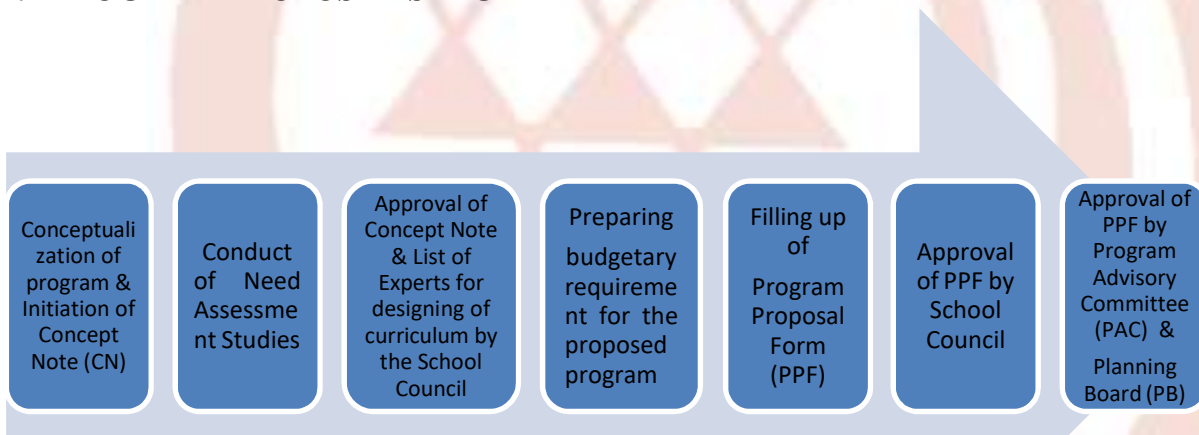 Conceptuali
zation of
program &
Initiation of
Concept
Note (CN)
Conduct
of Need
Assessme
nt Studies
Approval of
Concept Note
& List of
Experts for
designing of
curriculum by
the School
Council
Preparing
budgetary
requireme
nt for the
proposed
program
Filling up
of
Program
Proposal
Form
(PPF)
Approval
of PPF by
School
Council
Approval of
PPF by
Program
Advisory
Committee
(PAC) &
Planning
Board (PB)